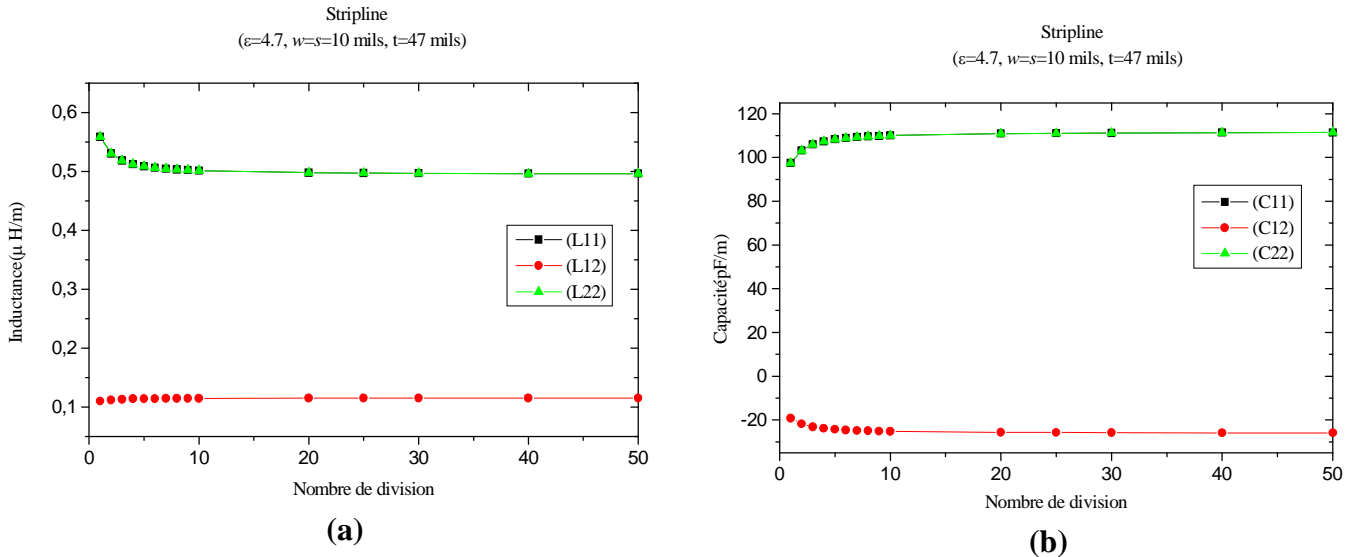 Stripline
(ε=4.7, w=s=10 mils, t=47 mils)
0,6
0,5
0,4
0,3
0,2
0,1
Inductance(μ H/m)
(L11)
(L12)
(L22)
0 10 20 30 40 50
Nombre de division
(a)
Stripline
(ε=4.7, w=s=10 mils, t=47 mils)
120
100
80
60
40
20
0
-20
CapacitépF/m)
(C11)
(C12)
(C22)
0 10 20 30 40 50
Nombre de division
(b)